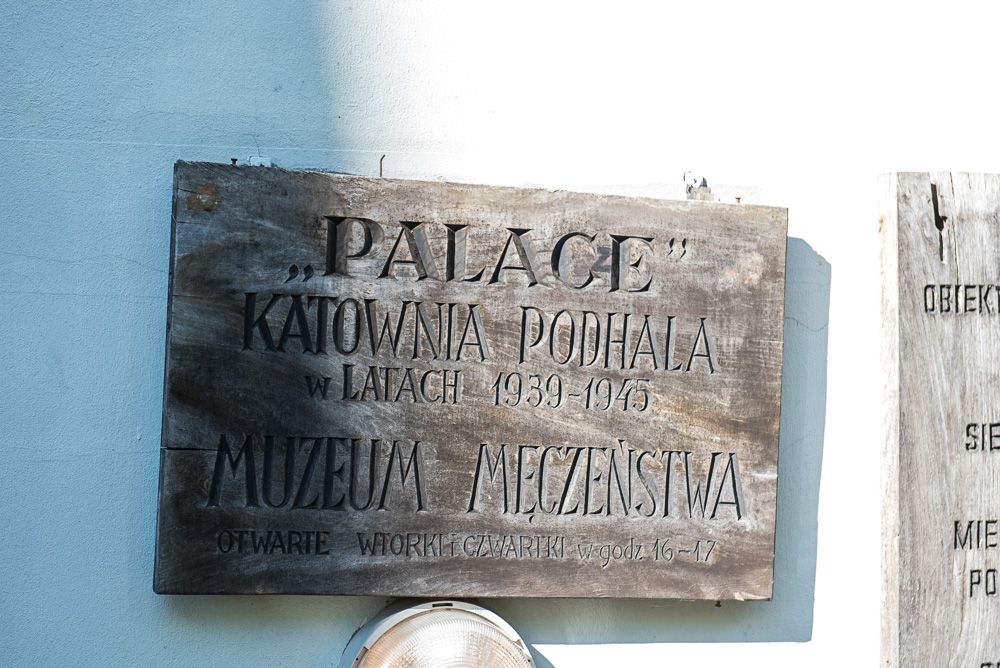 „PALACE”
KATOWNIA PODHALA
w LATACH 1939-1945
MUZEUM MĘCZEŃSTWA
OTWARTE WTORKI i CZWARTKI w godz. 16-17
OBIEKT
SIE
MIE
PO